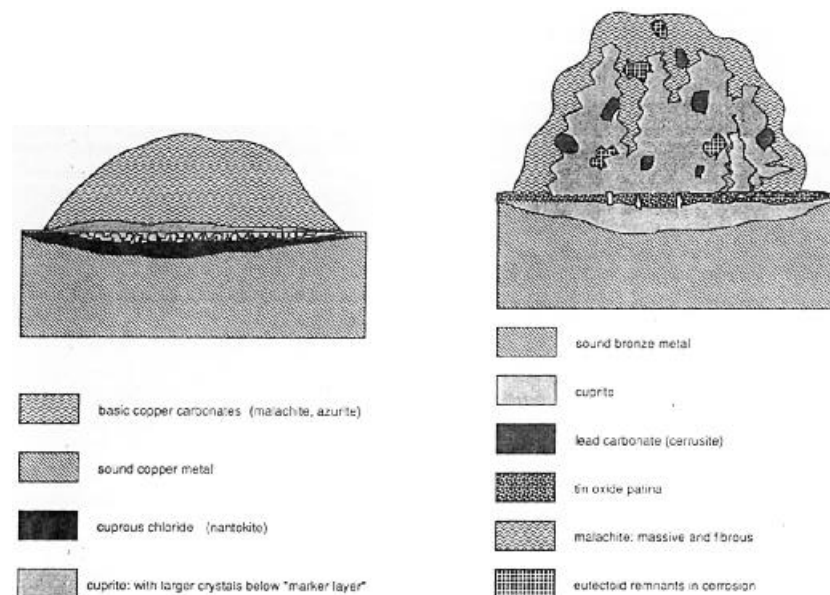 basic copper carbonates (malachite, azurite)
sound copper metal
cuprous chloride (nantokite)
cuprite: with larger crystals below "marker layer"
sound bronze metal
cuprite
lead carbonate (cerrusite)
tin oxide patina
malachite: massive and fibrous
eutectoid remnants in corrosion